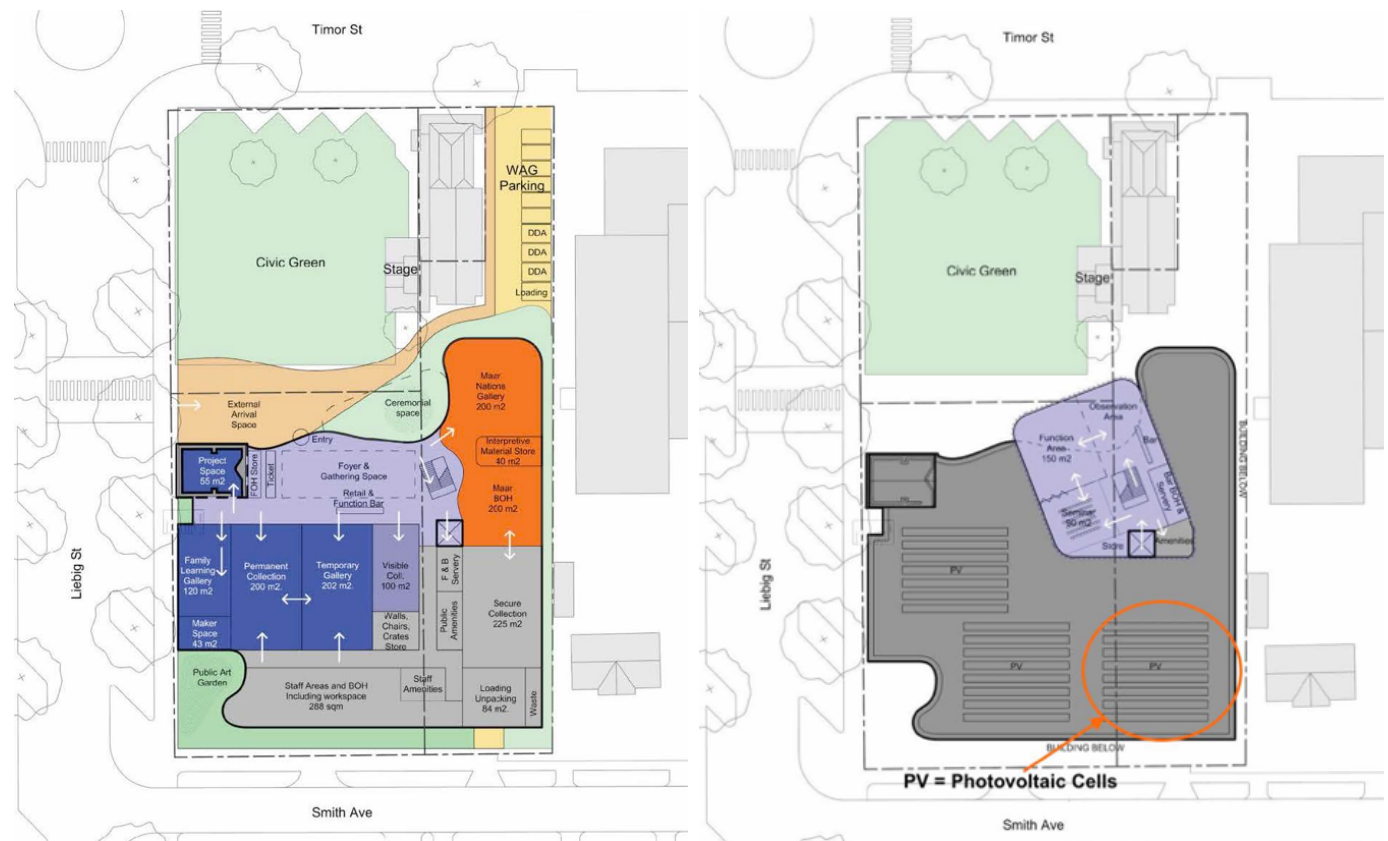 Timor St
WAG
Parking
DDA
DDA
DDA
Loading
Civic Green
Stage
Maar
Nations
Gallery
200 m2
External
Arrival
Space
Ceremonial
space
Entry
Interpretive
Material Store
40 m2
Project
Space
55 m2
FOH Store
Ticket
Foyer &
Gathering Space
Retail &
Function Bar
Maar
BOH
200 m2
Liebig St
Family
Learning
Gallery
120 m2
Permanent
Collection
200 m2.
Temporary
Gallery
202 m2.
Visible
Coll.
100 m2
F & B
Servery
Secure
Collection
225 m2
Maker
Space
43 m2
Walls,
Chairs,
Crates
Store
Public
Amenities
Public Art
Garden
Staff Areas and BOH
Including workspace
288 sqm
Staff
Amenities
Loading
Unpacking
84 m2.
Waste
Smith Ave
Timor St
Civic Green
Stage
Observation
Area
Function
Area
150 m2
Bar
Bar BOH &
Servery
BUILDING BELOW
Seminar
90 m2
Store
Amenities
Liebig St
PV
PV
PV
BUILDING BELOW
PV = Photovoltaic Cells
Smith Ave